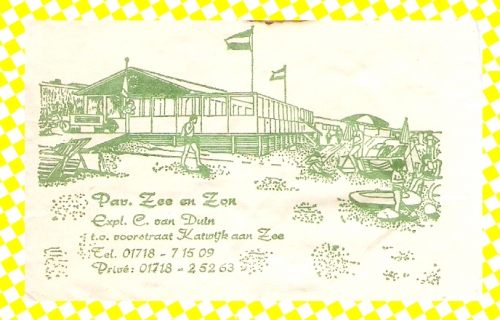 Pav. Zee en Zon
Expl. C. van Duin
t.o. voorstraat Katwijk aan Zee
Tel. 01718 - 7 15 09
Privé: 01718 - 2 52 63